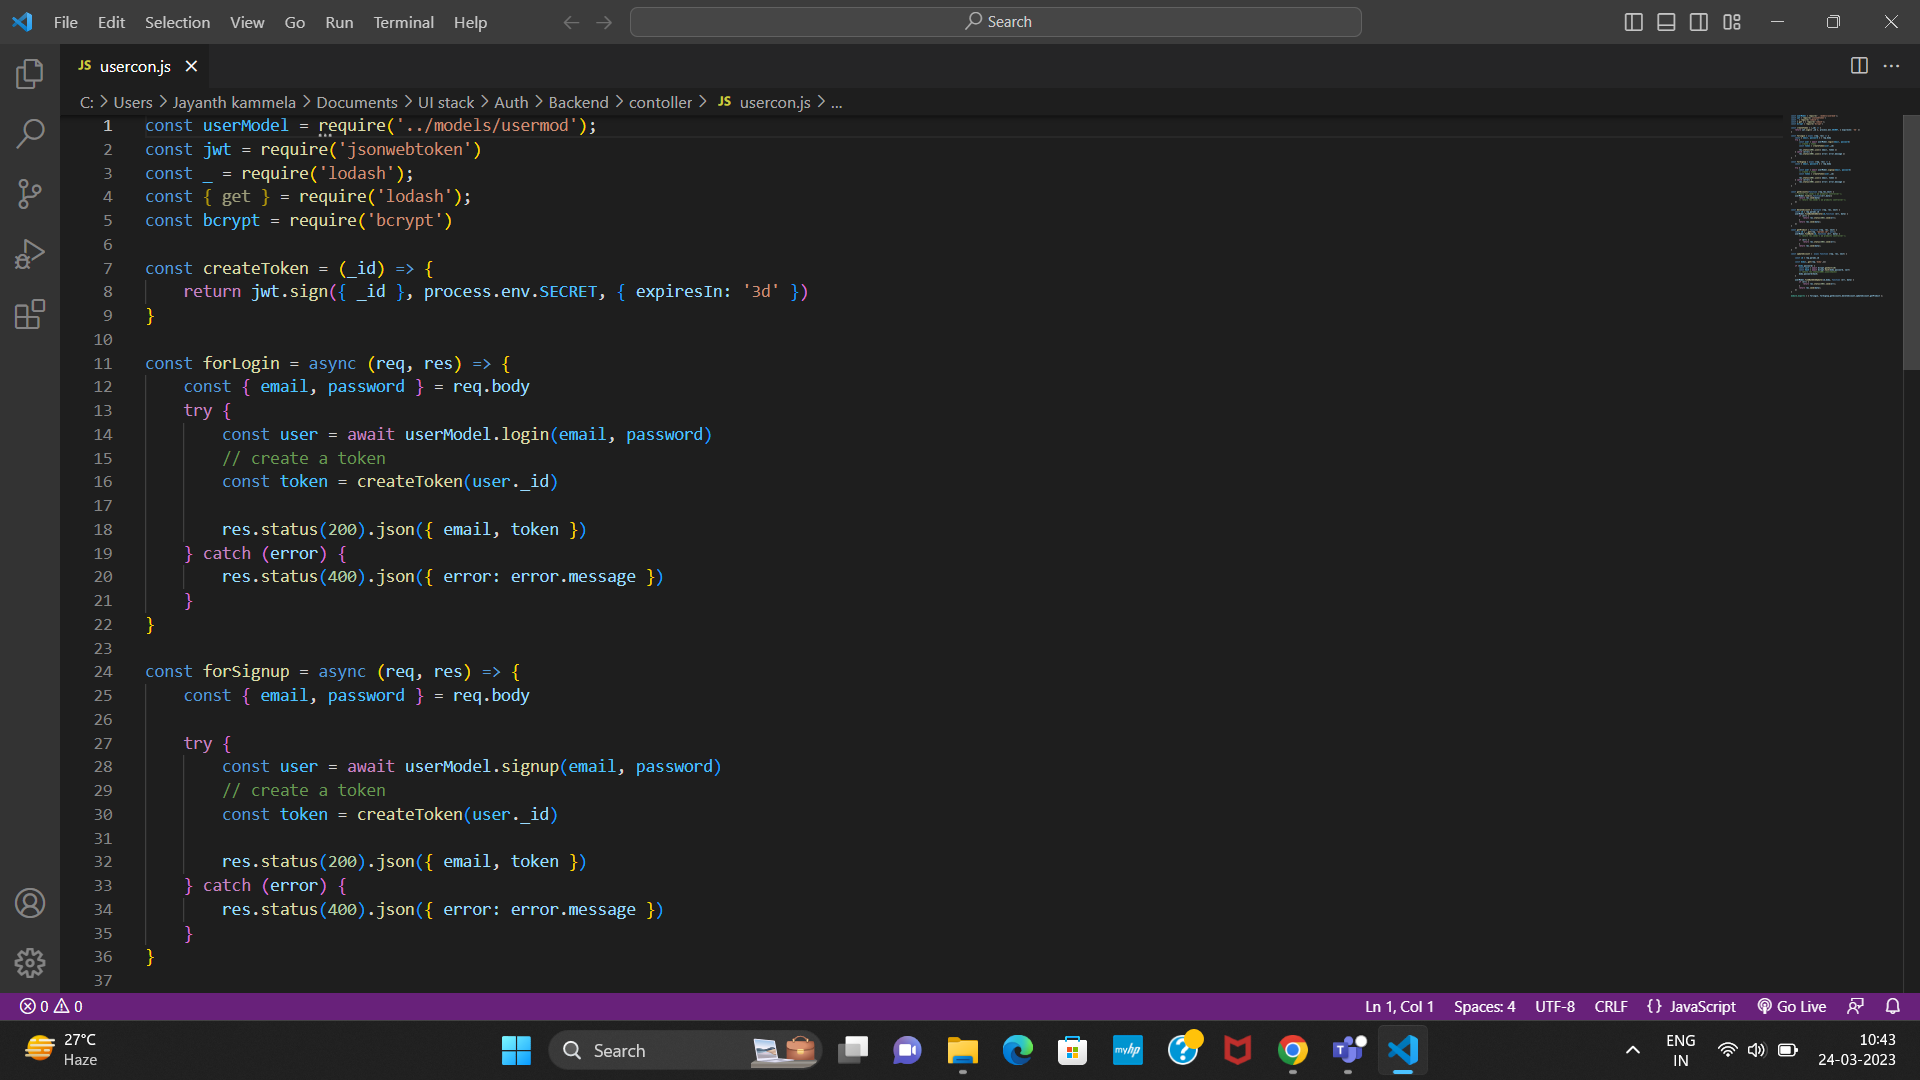 File Edit Selection View Go Run Terminal Help
Search
JS usercon.js
C: > Users > Jayanth kammela > Documents > UI stack > Auth > Backend > contoller > JS usercon.js > ...
1 const userModel = require('../models/usermod');
2 const jwt = require('jsonwebtoken')
3 const _ = require('lodash');
4 const { get } = require('lodash');
5 const bcrypt = require('bcrypt')
6
7 const createToken = (_id) => {
8 return jwt.sign({ _id }, process.env.SECRET, { expiresIn: '3d' })
9 }
10
11 const forLogin = async (req, res) => {
12 const { email, password } = req.body
13 try {
14 const user = await userModel.login(email, password)
15 // create a token
16 const token = createToken(user._id)
17
18 res.status(200).json({ email, token })
19 } catch (error) {
20 res.status(400).json({ error: error.message })
21 }
22 }
23
24 const forSignup = async (req, res) => {
25 const { email, password } = req.body
26
27 try {
28 const user = await userModel.signup(email, password)
29 // create a token
30 const token = createToken(user._id)
31
32 res.status(200).json({ email, token })
33 } catch (error) {
34 res.status(400).json({ error: error.message })
35 }
36 }
37
0 0
Ln 1, Col 1 Spaces: 4 UTF-8 CRLF {} JavaScript Go Live
27°C
Haze
Search
myhp
ENG
IN
10:43
24-03-2023